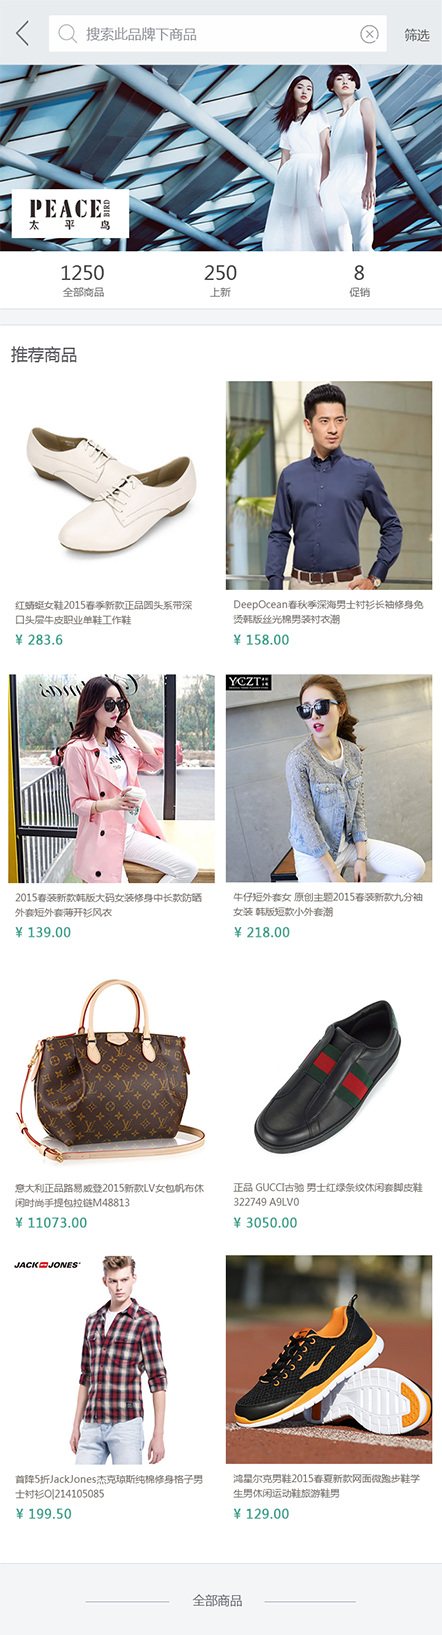 搜索此品牌下商品
筛选
PEACE BIRD
太平鸟
1250
250
8
全部商品
上新
促销
推荐商品
红蜻蜓女鞋2015春季新款正品圆头系带深
口头层牛皮职业单鞋工作鞋
¥ 283.6
DeepOcean春秋季深海男士衬衫长袖修身免
烫韩版丝光棉男装衬衣潮
¥ 158.00
2015春装新款韩版大码女装修身中长款防晒
外套短外套薄开衫风衣
¥ 139.00
YCZT
牛仔短外套女 原创主题2015春装新款九分袖
女装 韩版短款小外套潮
¥ 218.00
意大利正品路易威登2015新款LV女包帆布休
闲时尚手提包拉链M48813
¥ 11073.00
正品 GUCCI古驰 男士红绿条纹休闲套脚皮鞋
322749 A9LV0
¥ 3050.00
JACK JONES
首降5折JackJones杰克琼斯纯棉修身格子男
士衬衫O|214105085
¥ 199.50
鸿星尔克男鞋2015春夏新款网面微跑步鞋学
生男休闲运动鞋旅游鞋男
¥ 129.00
全部商品